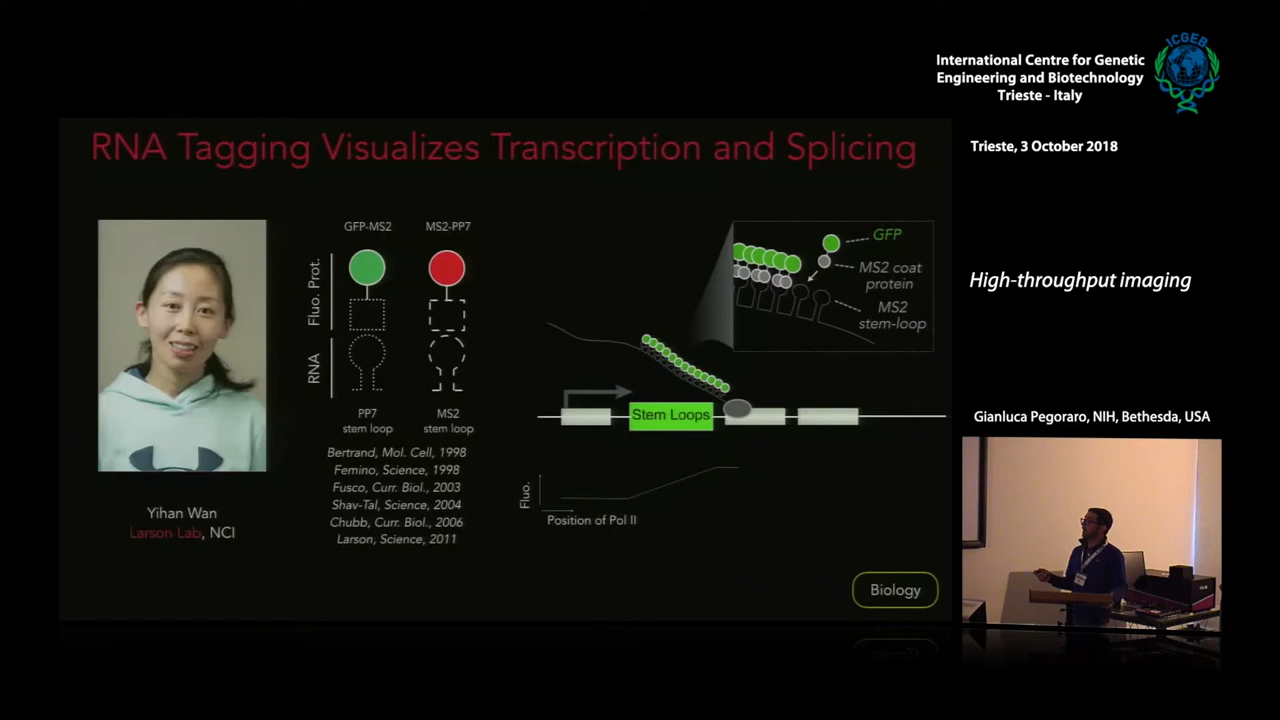 ICGEB
International Centre for Genetic
Engineering and Biotechnology
Trieste - Italy
Trieste, 3 October 2018
High-throughput imaging
Gianluca Pegoraro, NIH, Bethesda, USA
RNA Tagging Visualizes Transcription and Splicing
Yihan Wan
Larson Lab, NCI
GFP-MS2
MS2-PP7
Fluo. Prot.
RNA
PP7
stem loop
MS2
stem loop
Bertrand, Mol. Cell, 1998
Femino, Science, 1998
Fusco, Curr. Biol., 2003
Shav-Tal, Science, 2004
Chubb, Curr. Biol., 2006
Larson, Science, 2011
GFP
MS2 coat
protein
MS2
stem-loop
Stem Loops
Fluo.
Position of Pol II
Biology